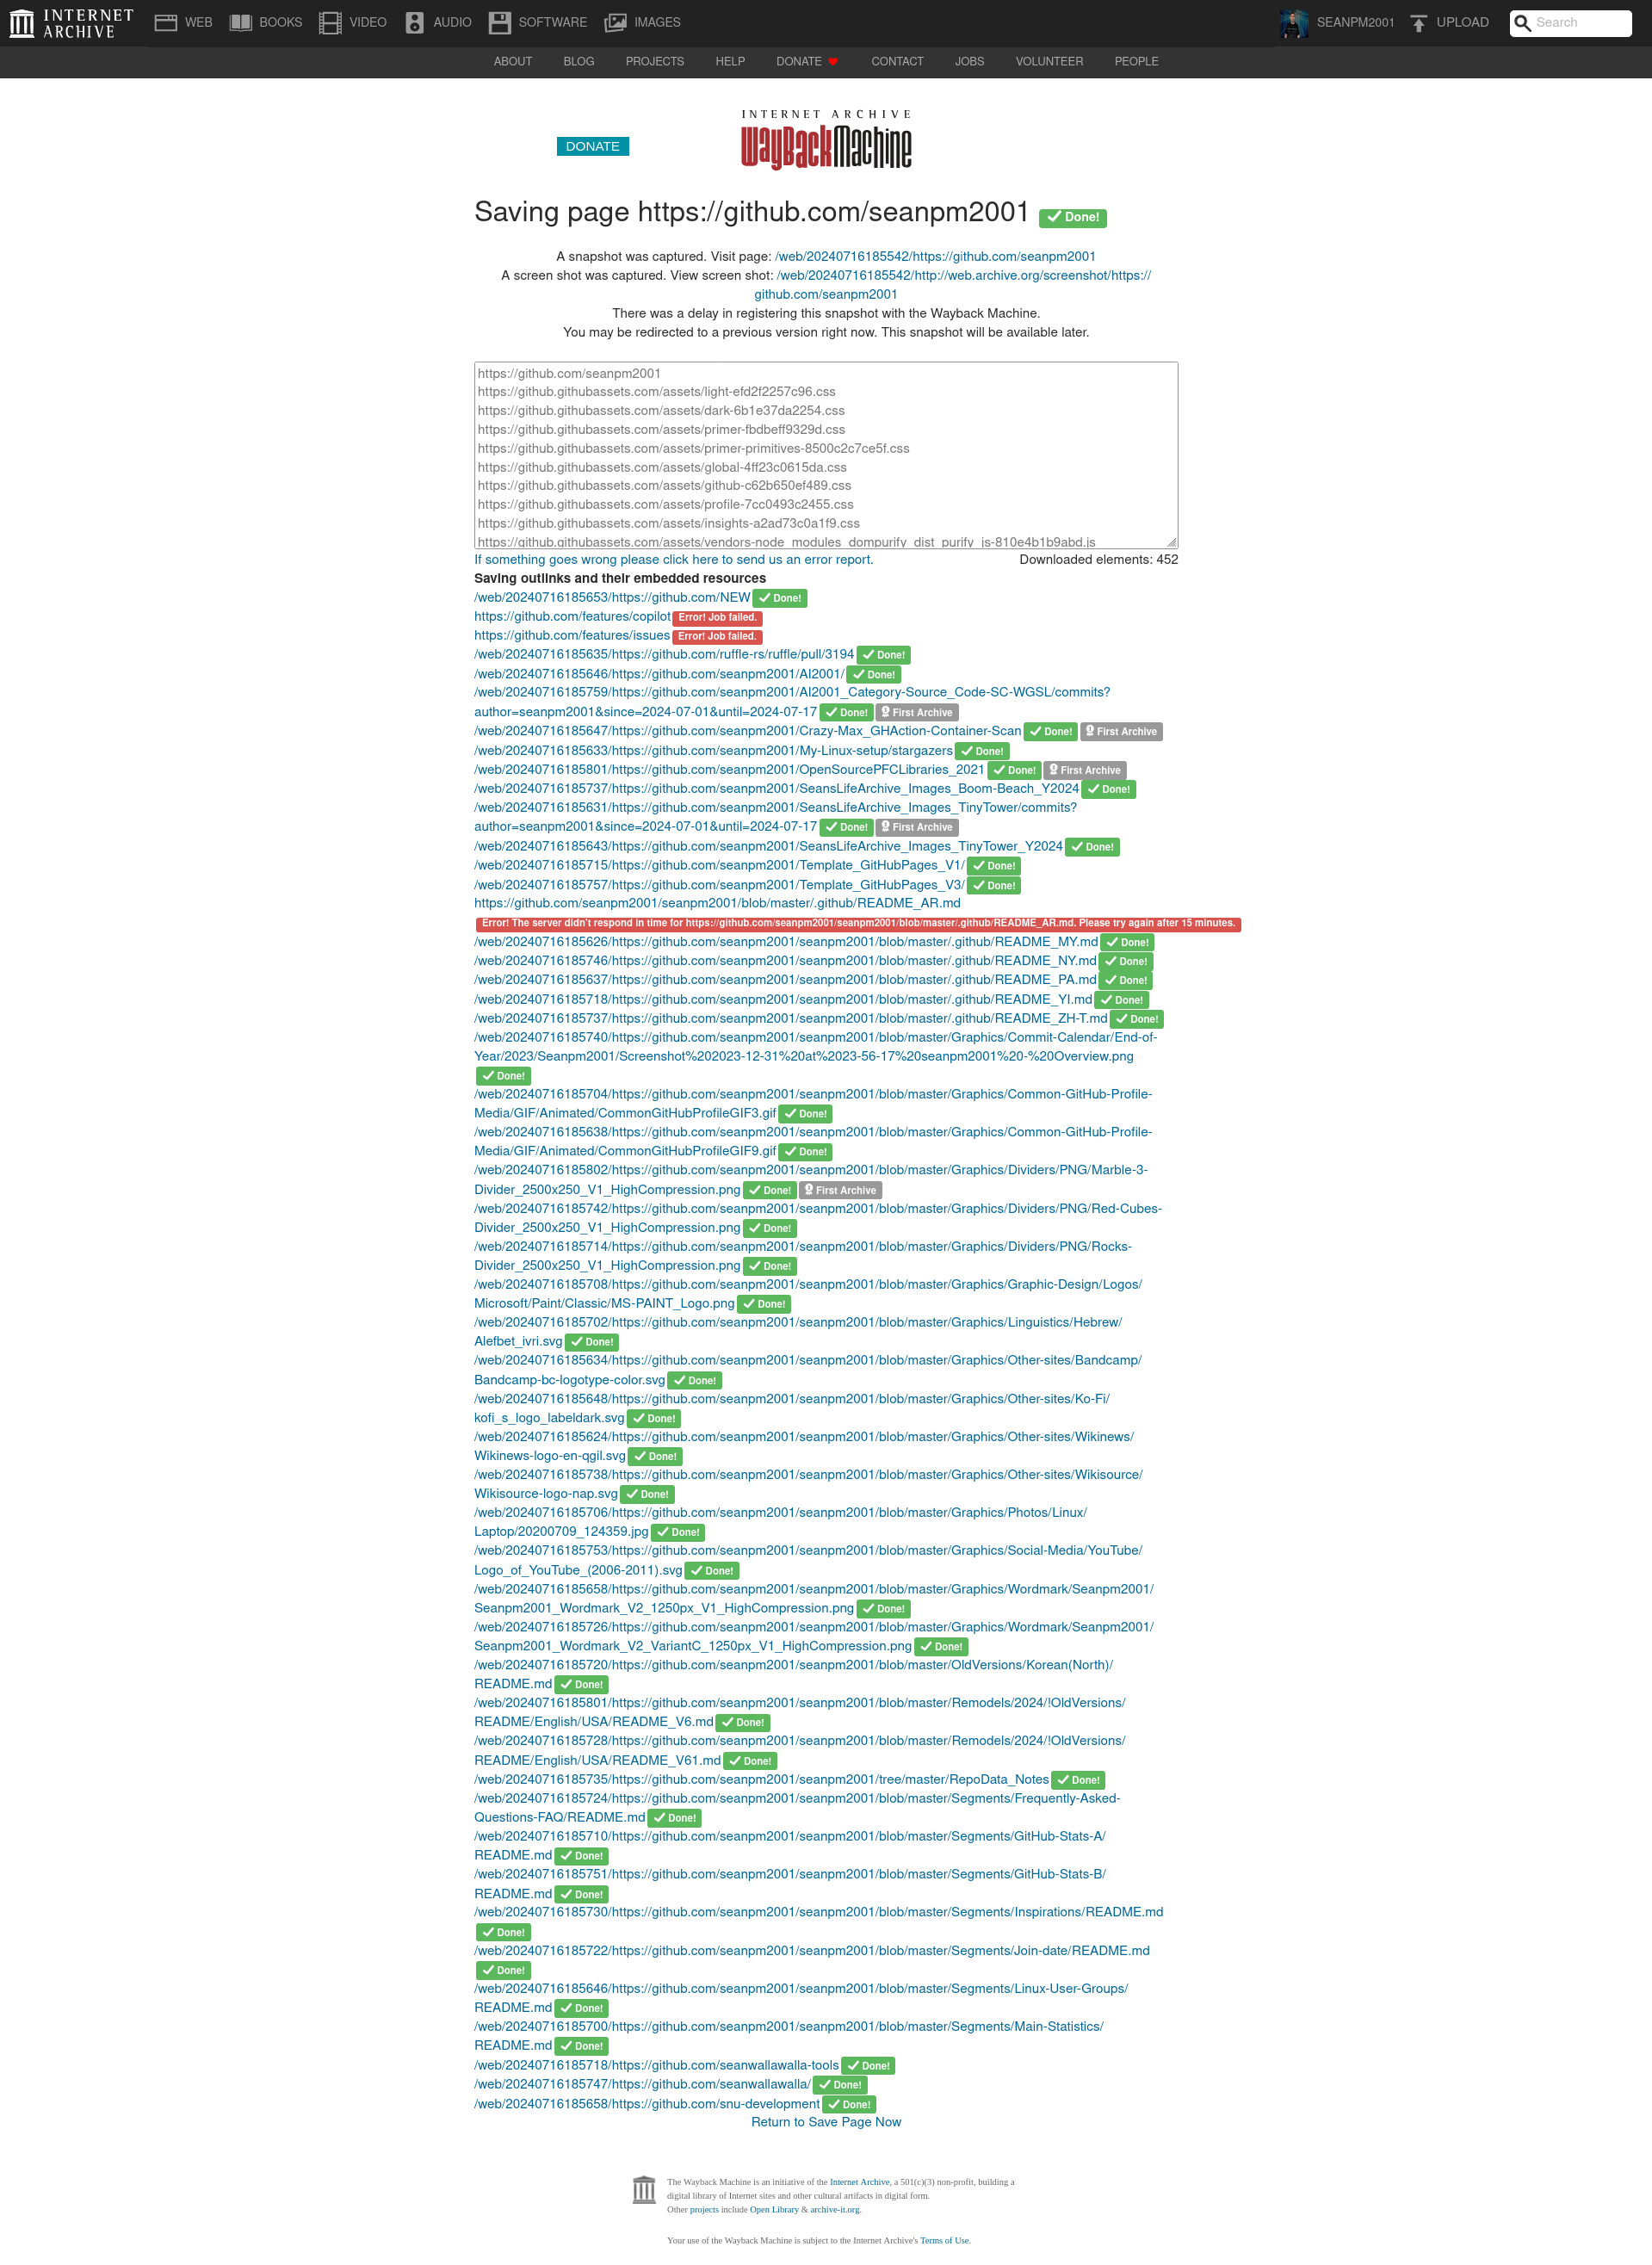 INTERNET ARCHIVE WEB BOOKS VIDEO AUDIO SOFTWARE IMAGES SEANPM2001 UPLOAD Search
ABOUT BLOG PROJECTS HELP DONATE CONTACT JOBS VOLUNTEER PEOPLE
INTERNET ARCHIVE
WayBackMachine
DONATE
Saving page https://github.com/seanpm2001 Done!
A snapshot was captured. Visit page: /web/20240716185542/https://github.com/seanpm2001
A screen shot was captured. View screen shot: /web/20240716185542/http://web.archive.org/screenshot/https://
github.com/seanpm2001
There was a delay in registering this snapshot with the Wayback Machine.
You may be redirected to a previous version right now. This snapshot will be available later.
https://github.com/seanpm2001
https://github.githubassets.com/assets/light-efd2f2257c96.css
https://github.githubassets.com/assets/dark-6b1e37da2254.css
https://github.githubassets.com/assets/primer-fbdbeff9329d.css
https://github.githubassets.com/assets/primer-primitives-8500c2c7ce5f.css
https://github.githubassets.com/assets/global-4ff23c0615da.css
https://github.githubassets.com/assets/github-c62b650ef489.css
https://github.githubassets.com/assets/profile-7cc0493c2455.css
https://github.githubassets.com/assets/insights-a2ad73c0a1f9.css
https://github.githubassets.com/assets/vendors-node_modules_dompurify_dist_purify_js-810e4b1b9abd.js
If something goes wrong please click here to send us an error report. Downloaded elements: 452
Saving outlinks and their embedded resources
/web/20240716185653/https://github.com/NEW Done!
https://github.com/features/copilot Error! Job failed.
https://github.com/features/issues Error! Job failed.
/web/20240716185635/https://github.com/ruffle-rs/ruffle/pull/3194 Done!
/web/20240716185646/https://github.com/seanpm2001/AI2001/ Done!
/web/20240716185759/https://github.com/seanpm2001/AI2001_Category-Source_Code-SC-WGSL/commits?
author=seanpm2001&since=2024-07-01&until=2024-07-17 Done! First Archive
/web/20240716185647/https://github.com/seanpm2001/Crazy-Max_GHAction-Container-Scan Done! First Archive
/web/20240716185633/https://github.com/seanpm2001/My-Linux-setup/stargazers Done!
/web/20240716185801/https://github.com/seanpm2001/OpenSourcePFCLibraries_2021 Done! First Archive
/web/20240716185737/https://github.com/seanpm2001/SeansLifeArchive_Images_Boom-Beach_Y2024 Done!
/web/20240716185631/https://github.com/seanpm2001/SeansLifeArchive_Images_TinyTower/commits?
author=seanpm2001&since=2024-07-01&until=2024-07-17 Done! First Archive
/web/20240716185643/https://github.com/seanpm2001/SeansLifeArchive_Images_TinyTower_Y2024 Done!
/web/20240716185715/https://github.com/seanpm2001/Template_GitHubPages_V1/ Done!
/web/20240716185757/https://github.com/seanpm2001/Template_GitHubPages_V3/ Done!
https://github.com/seanpm2001/seanpm2001/blob/master/.github/README_AR.md
Error! The server didn't respond in time for https://github.com/seanpm2001/seanpm2001/blob/master/.github/README_AR.md. Please try again after 15 minutes.
/web/20240716185626/https://github.com/seanpm2001/seanpm2001/blob/master/.github/README_MY.md Done!
/web/20240716185746/https://github.com/seanpm2001/seanpm2001/blob/master/.github/README_NY.md Done!
/web/20240716185637/https://github.com/seanpm2001/seanpm2001/blob/master/.github/README_PA.md Done!
/web/20240716185718/https://github.com/seanpm2001/seanpm2001/blob/master/.github/README_YI.md Done!
/web/20240716185737/https://github.com/seanpm2001/seanpm2001/blob/master/.github/README_ZH-T.md Done!
/web/20240716185740/https://github.com/seanpm2001/seanpm2001/blob/master/Graphics/Commit-Calendar/End-of-
Year/2023/Seanpm2001/Screenshot%202023-12-31%20at%2023-56-17%20seanpm2001%20-%20Overview.png
Done!
/web/20240716185704/https://github.com/seanpm2001/seanpm2001/blob/master/Graphics/Common-GitHub-Profile-
Media/GIF/Animated/CommonGitHubProfileGIF3.gif Done!
/web/20240716185638/https://github.com/seanpm2001/seanpm2001/blob/master/Graphics/Common-GitHub-Profile-
Media/GIF/Animated/CommonGitHubProfileGIF9.gif Done!
/web/20240716185802/https://github.com/seanpm2001/seanpm2001/blob/master/Graphics/Dividers/PNG/Marble-3-
Divider_2500x250_V1_HighCompression.png Done! First Archive
/web/20240716185742/https://github.com/seanpm2001/seanpm2001/blob/master/Graphics/Dividers/PNG/Red-Cubes-
Divider_2500x250_V1_HighCompression.png Done!
/web/20240716185714/https://github.com/seanpm2001/seanpm2001/blob/master/Graphics/Dividers/PNG/Rocks-
Divider_2500x250_V1_HighCompression.png Done!
/web/20240716185708/https://github.com/seanpm2001/seanpm2001/blob/master/Graphics/Graphic-Design/Logos/
Microsoft/Paint/Classic/MS-PAINT_Logo.png Done!
/web/20240716185702/https://github.com/seanpm2001/seanpm2001/blob/master/Graphics/Linguistics/Hebrew/
Alefbet_ivri.svg Done!
/web/20240716185634/https://github.com/seanpm2001/seanpm2001/blob/master/Graphics/Other-sites/Bandcamp/
Bandcamp-bc-logotype-color.svg Done!
/web/20240716185648/https://github.com/seanpm2001/seanpm2001/blob/master/Graphics/Other-sites/Ko-Fi/
kofi_s_logo_labeldark.svg Done!
/web/20240716185624/https://github.com/seanpm2001/seanpm2001/blob/master/Graphics/Other-sites/Wikinews/
Wikinews-logo-en-qgil.svg Done!
/web/20240716185738/https://github.com/seanpm2001/seanpm2001/blob/master/Graphics/Other-sites/Wikisource/
Wikisource-logo-nap.svg Done!
/web/20240716185706/https://github.com/seanpm2001/seanpm2001/blob/master/Graphics/Photos/Linux/
Laptop/20200709_124359.jpg Done!
/web/20240716185753/https://github.com/seanpm2001/seanpm2001/blob/master/Graphics/Social-Media/YouTube/
Logo_of_YouTube_(2006-2011).svg Done!
/web/20240716185658/https://github.com/seanpm2001/seanpm2001/blob/master/Graphics/Wordmark/Seanpm2001/
Seanpm2001_Wordmark_V2_1250px_V1_HighCompression.png Done!
/web/20240716185726/https://github.com/seanpm2001/seanpm2001/blob/master/Graphics/Wordmark/Seanpm2001/
Seanpm2001_Wordmark_V2_VariantC_1250px_V1_HighCompression.png Done!
/web/20240716185720/https://github.com/seanpm2001/seanpm2001/blob/master/OldVersions/Korean(North)/
README.md Done!
/web/20240716185801/https://github.com/seanpm2001/seanpm2001/blob/master/Remodels/2024/!OldVersions/
README/English/USA/README_V6.md Done!
/web/20240716185728/https://github.com/seanpm2001/seanpm2001/blob/master/Remodels/2024/!OldVersions/
README/English/USA/README_V61.md Done!
/web/20240716185735/https://github.com/seanpm2001/seanpm2001/tree/master/RepoData_Notes Done!
/web/20240716185724/https://github.com/seanpm2001/seanpm2001/blob/master/Segments/Frequently-Asked-
Questions-FAQ/README.md Done!
/web/20240716185710/https://github.com/seanpm2001/seanpm2001/blob/master/Segments/GitHub-Stats-A/
README.md Done!
/web/20240716185751/https://github.com/seanpm2001/seanpm2001/blob/master/Segments/GitHub-Stats-B/
README.md Done!
/web/20240716185730/https://github.com/seanpm2001/seanpm2001/blob/master/Segments/Inspirations/README.md
Done!
/web/20240716185722/https://github.com/seanpm2001/seanpm2001/blob/master/Segments/Join-date/README.md
Done!
/web/20240716185646/https://github.com/seanpm2001/seanpm2001/blob/master/Segments/Linux-User-Groups/
README.md Done!
/web/20240716185700/https://github.com/seanpm2001/seanpm2001/blob/master/Segments/Main-Statistics/
README.md Done!
/web/20240716185718/https://github.com/seanwallawalla-tools Done!
/web/20240716185747/https://github.com/seanwallawalla/ Done!
/web/20240716185658/https://github.com/snu-development Done!
Return to Save Page Now
The Wayback Machine is an initiative of the Internet Archive, a 501(c)(3) non-profit, building a
digital library of Internet sites and other cultural artifacts in digital form.
Other projects include Open Library & archive-it.org.
Your use of the Wayback Machine is subject to the Internet Archive's Terms of Use.